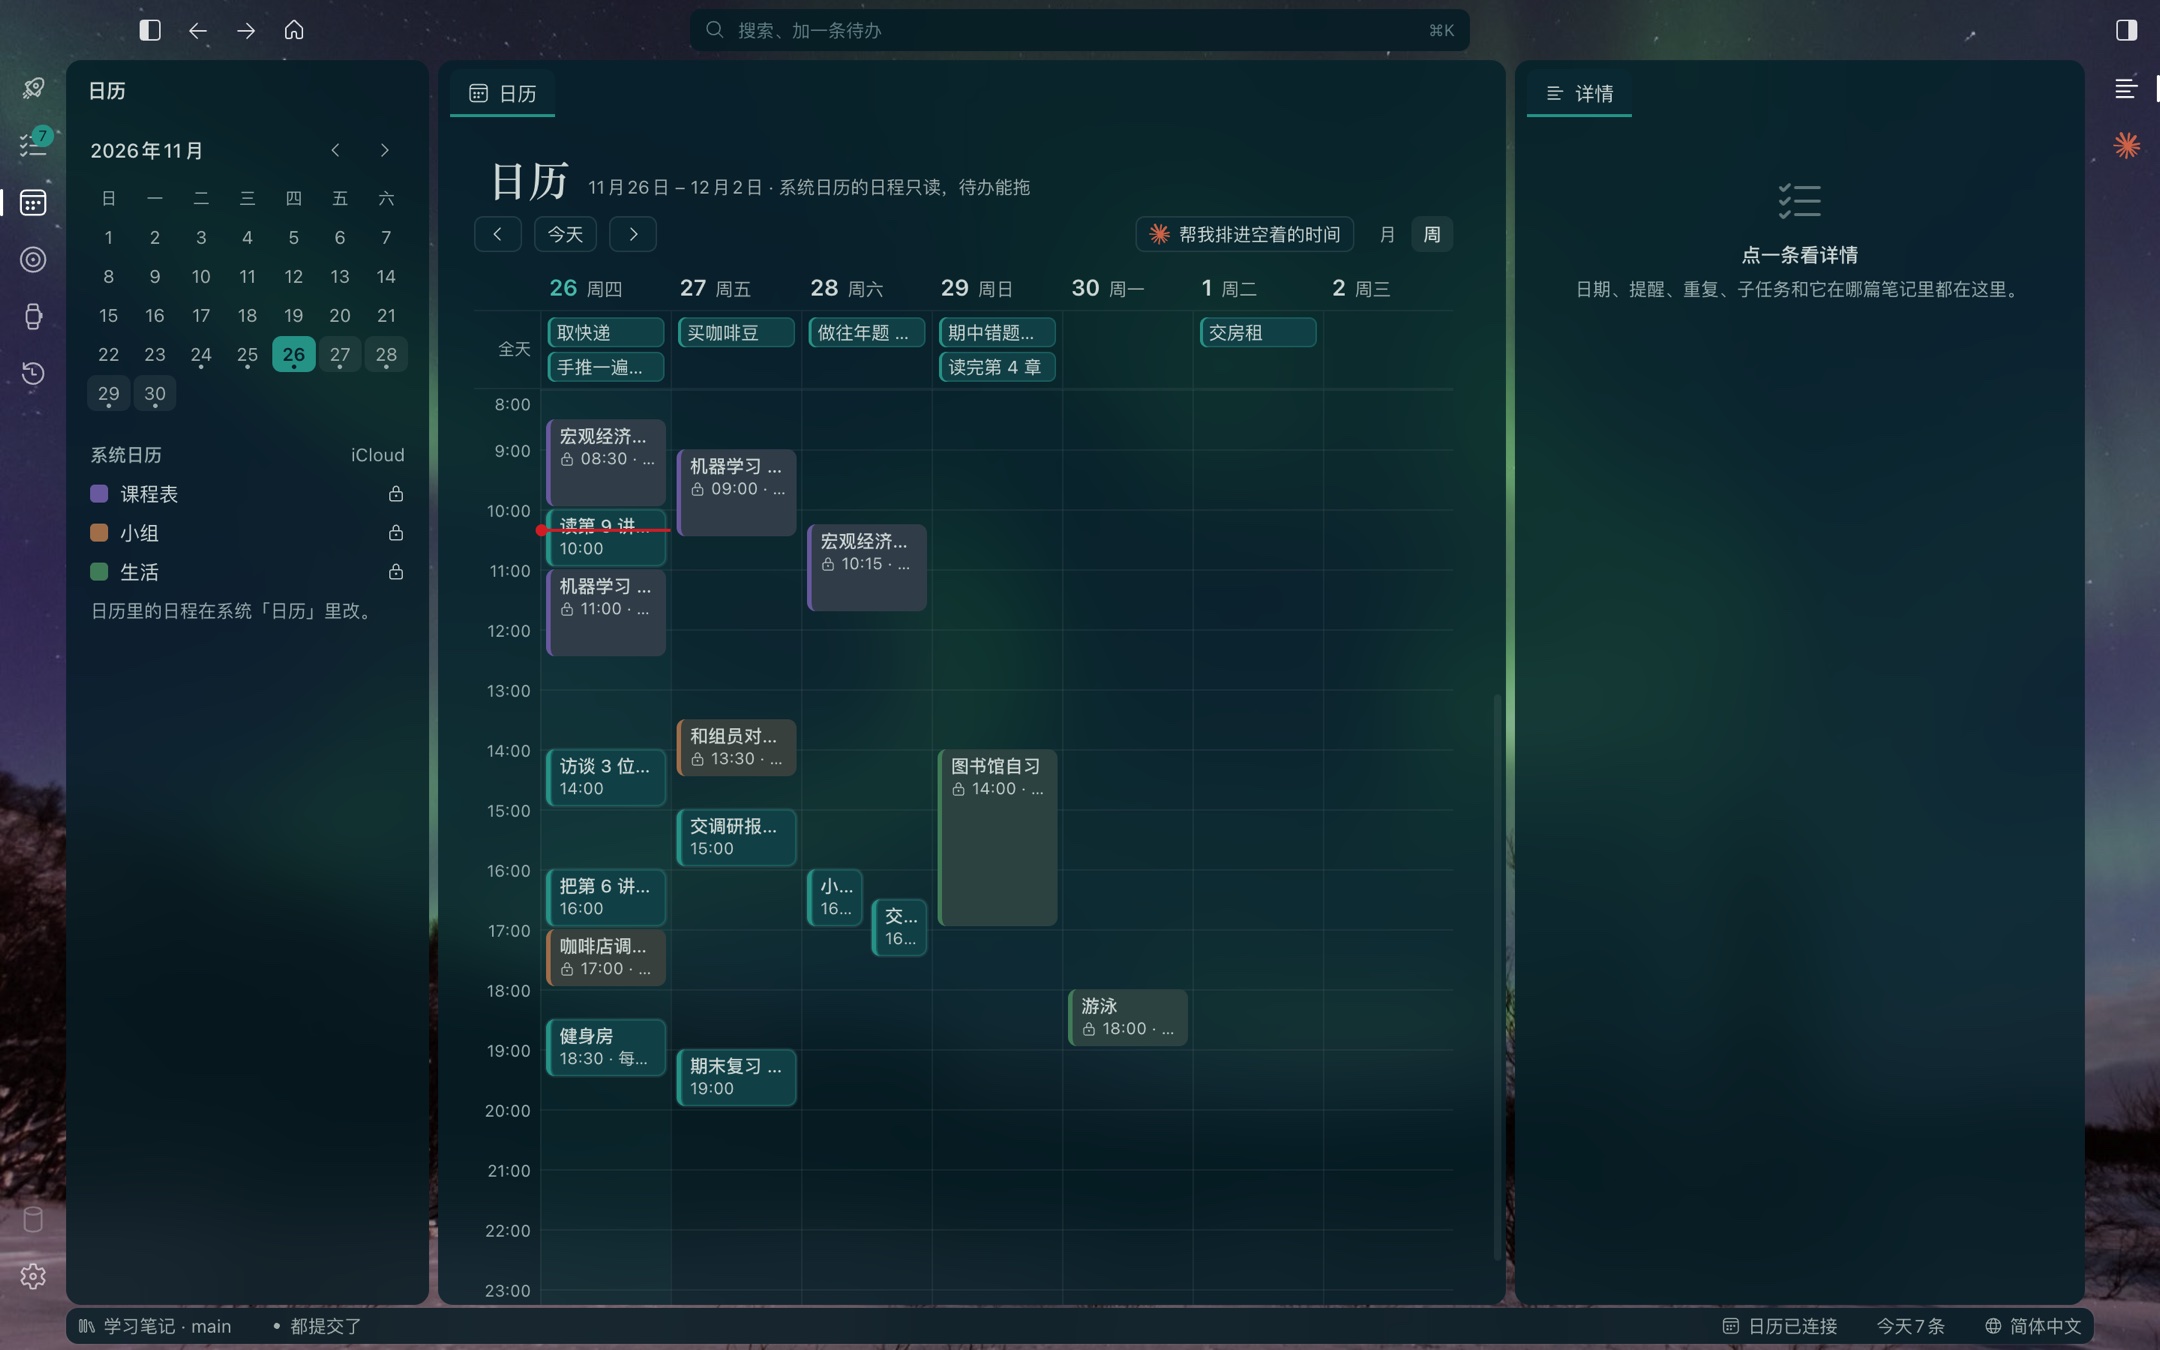 搜索、加一条待办
⌘K
7
日历
2026年11月
日 一 二 三 四 五 六
1 2 3 4 5 6 7
8 9 10 11 12 13 14
15 16 17 18 19 20 21
22 23 24 25 26 27 28
29 30
系统日历 iCloud
课程表
小组
生活
日历里的日程在系统「日历」里改。
日历
日历 11月26日 – 12月2日 · 系统日历的日程只读，待办能拖
今天
帮我排进空着的时间
月 周
26 周四 27 周五 28 周六 29 周日 30 周一 1 周二 2 周三
全天
取快递
手推一遍...
买咖啡豆
做往年题 ...
期中错题...
读完第 4 章
交房租
8:00
9:00
10:00
11:00
12:00
13:00
14:00
15:00
16:00
17:00
18:00
19:00
20:00
21:00
22:00
23:00
宏观经济...
08:30 · ...
读第 9 讲...
10:00
机器学习 ...
11:00 · ...
访谈 3 位...
14:00
把第 6 讲...
16:00
咖啡店调...
17:00 · ...
健身房
18:30 · 每...
机器学习 ...
09:00 · ...
和组员对...
13:30 · ...
交调研报...
15:00
期末复习 ...
19:00
宏观经济...
10:15 · ...
小...
16...
交...
16...
图书馆自习
14:00 · ...
游泳
18:00 · ...
详情
点一条看详情
日期、提醒、重复、子任务和它在哪篇笔记里都在这里。
学习笔记 · main
• 都提交了
日历已连接
今天7条
简体中文